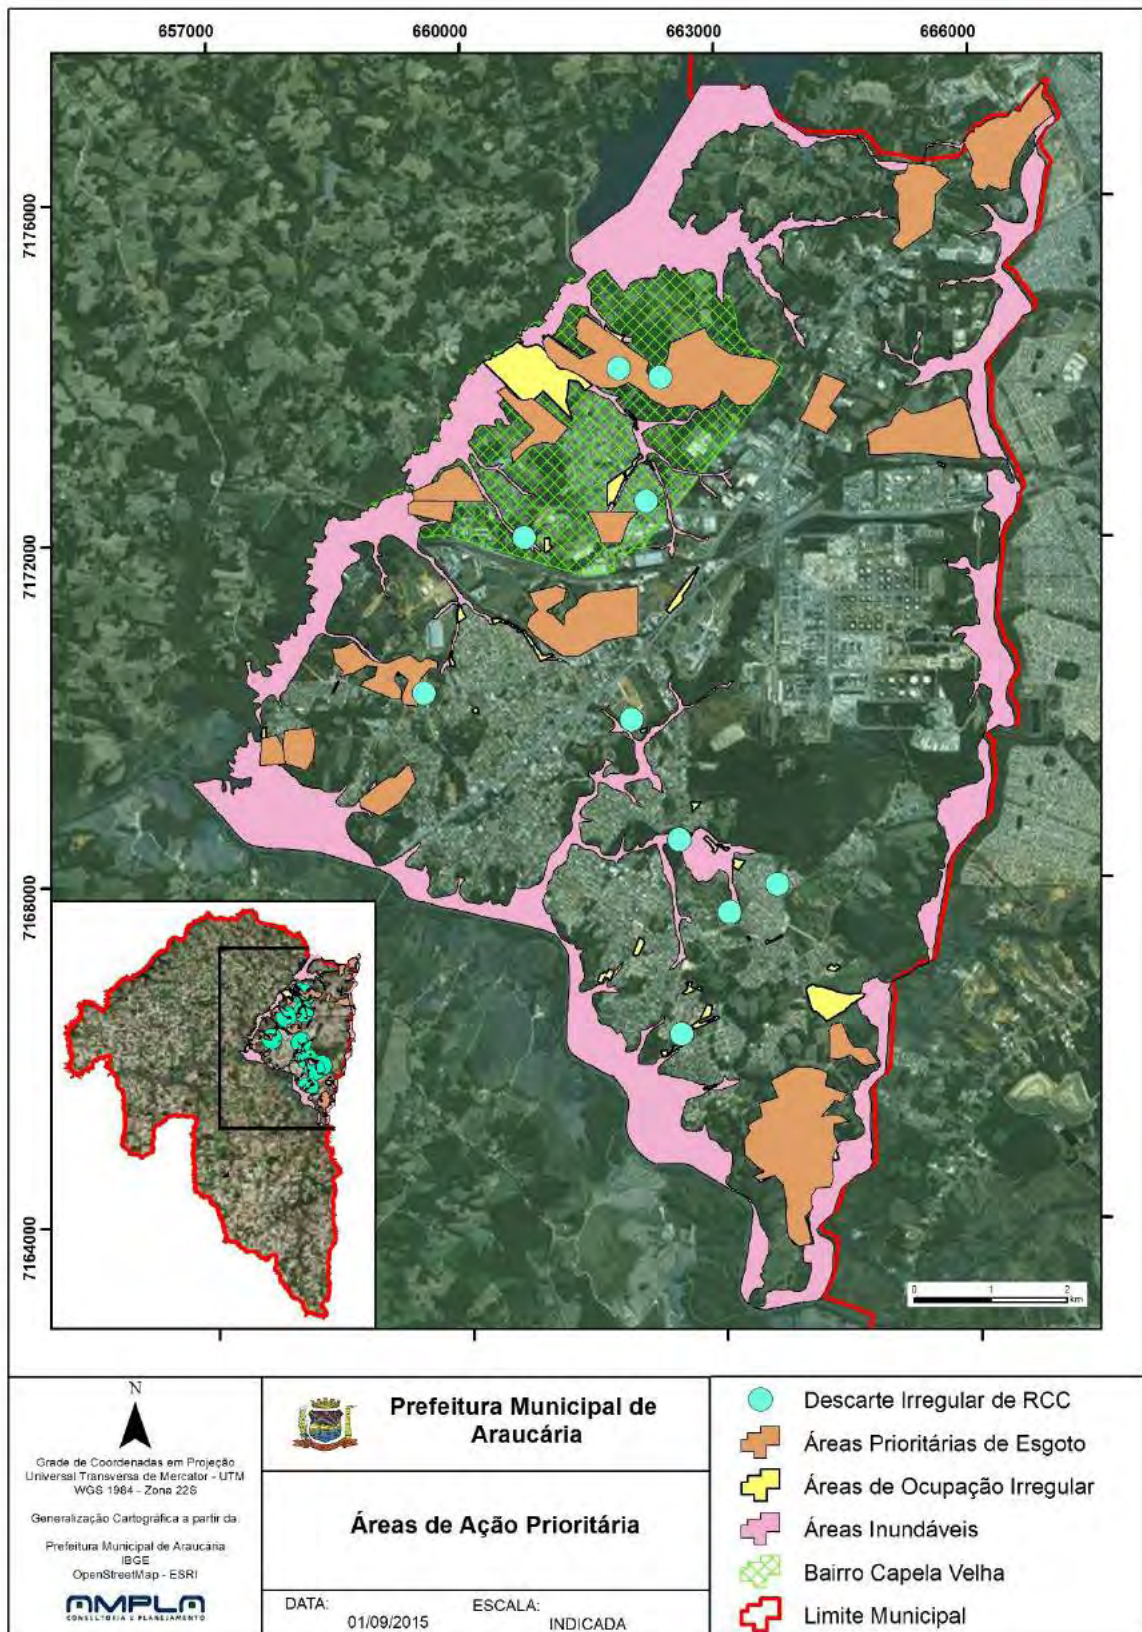 657000
660000
663000
666000
7176000
7172000
7168000
7164000
0 1 2
km
N
Grade de Coordenadas em Projeção
Universal Transversa de Mercator - UTM
WGS 1984 - Zona 22S
Generalização Cartográfica a partir da:
Prefeitura Municipal de Araucária
IBGE
OpenStreetMap - ESRI
AMPLA
CONSULTORIA E PLANEJAMENTO
Prefeitura Municipal de
Araucária
Áreas de Ação Prioritária
DATA:
01/09/2015
ESCALA:
INDICADA
Descarte Irregular de RCC
Áreas Prioritárias de Esgoto
Áreas de Ocupação Irregular
Áreas Inundáveis
Bairro Capela Velha
Limite Municipal